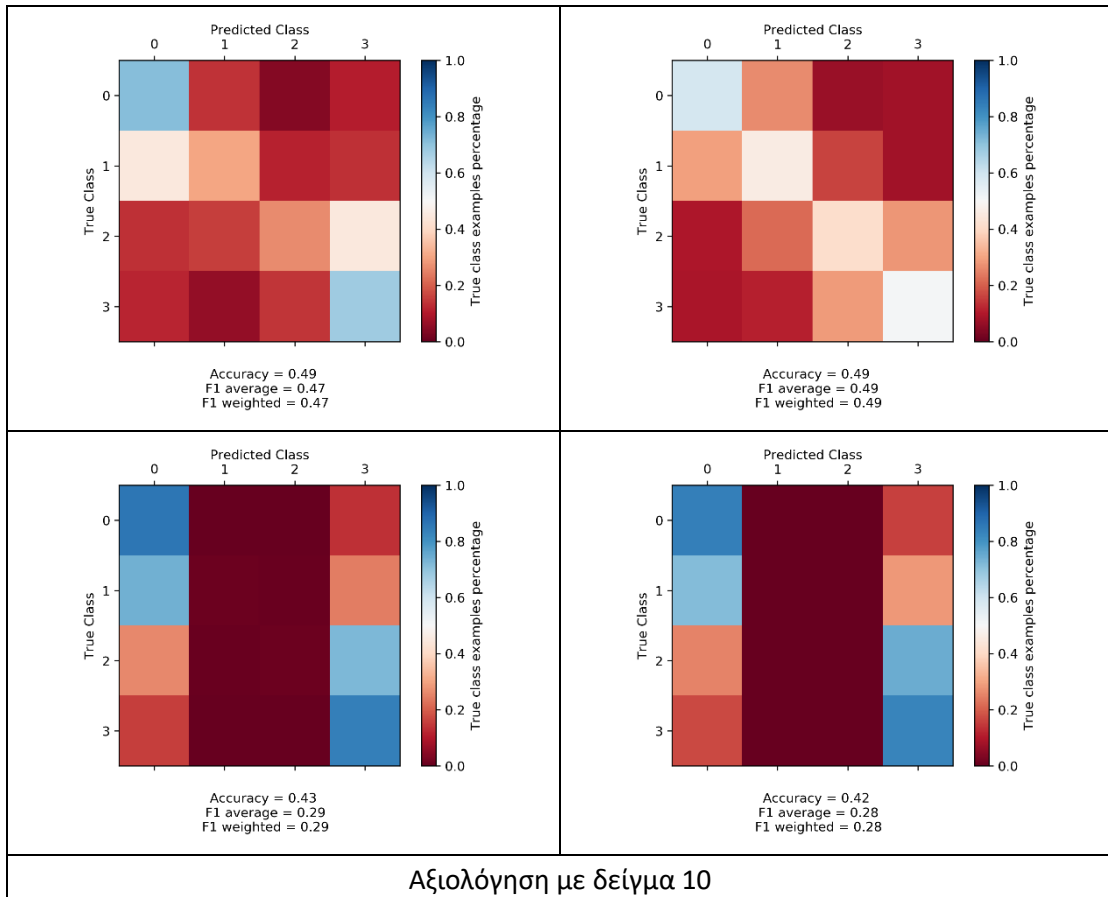 Predicted Class
0 1 2 3
True Class
0
1
2
3
1.0
0.8
0.6
0.4
0.2
0.0
True class examples percentage
Accuracy = 0.49
F1 average = 0.47
F1 weighted = 0.47
Predicted Class
0 1 2 3
True Class
0
1
2
3
1.0
0.8
0.6
0.4
0.2
0.0
True class examples percentage
Accuracy = 0.49
F1 average = 0.49
F1 weighted = 0.49
Predicted Class
0 1 2 3
True Class
0
1
2
3
1.0
0.8
0.6
0.4
0.2
0.0
True class examples percentage
Accuracy = 0.43
F1 average = 0.29
F1 weighted = 0.29
Predicted Class
0 1 2 3
True Class
0
1
2
3
1.0
0.8
0.6
0.4
0.2
0.0
True class examples percentage
Accuracy = 0.42
F1 average = 0.28
F1 weighted = 0.28
Αξιολόγηση με δείγμα 10